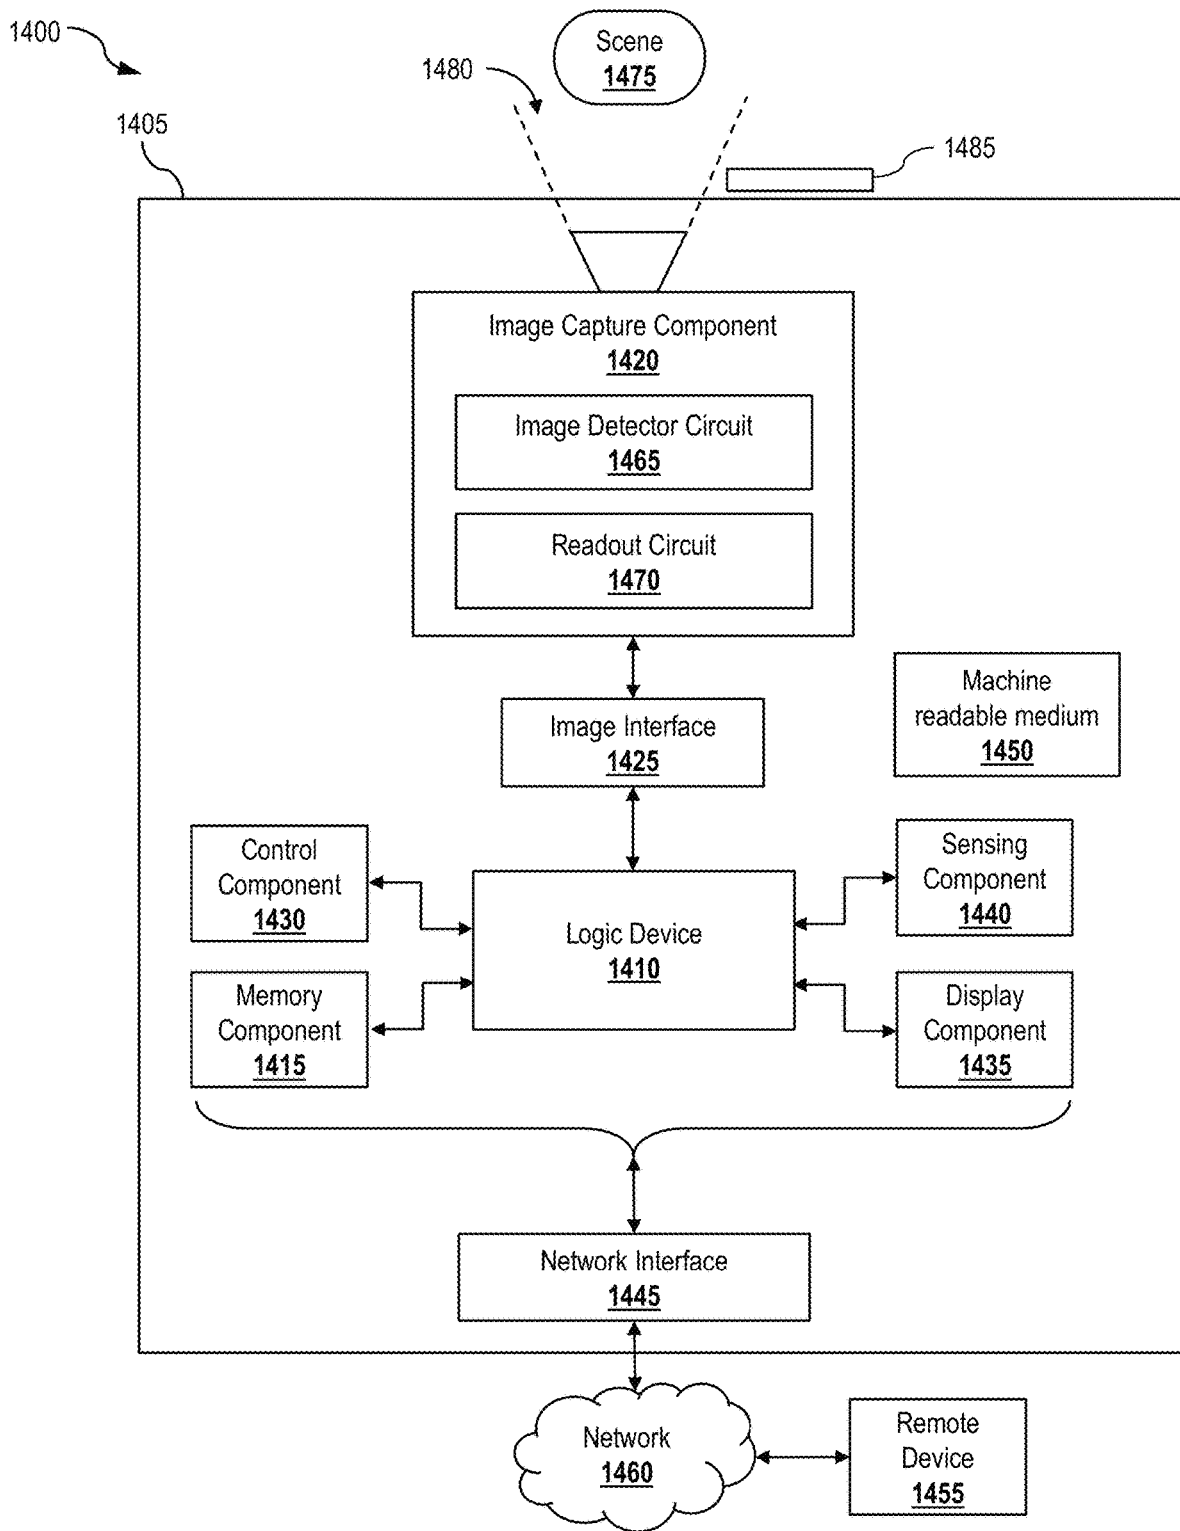 1400
Scene
1475
1480
1405
1485
Image Capture Component
1420
Image Detector Circuit
1465
Readout Circuit
1470
Machine
readable medium
1450
Image Interface
1425
Control
Component
1430
Sensing
Component
1440
Logic Device
1410
Memory
Component
1415
Display
Component
1435
Network Interface
1445
Network
1460
Remote
Device
1455